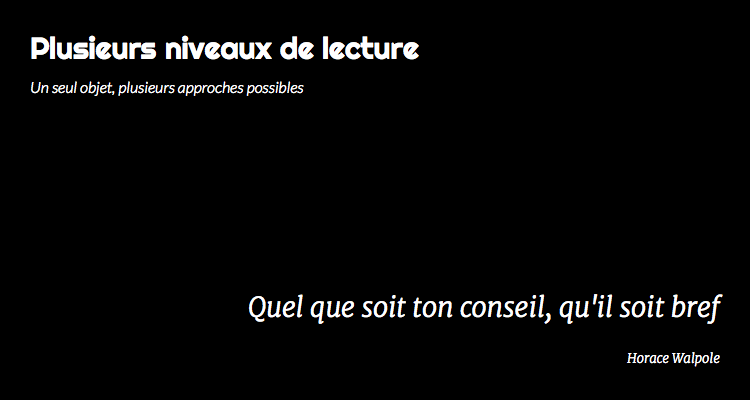 Plusieurs niveaux de lecture
Un seul objet, plusieurs approches possibles
Quel que soit ton conseil, qu'il soit bref
Horace Walpole